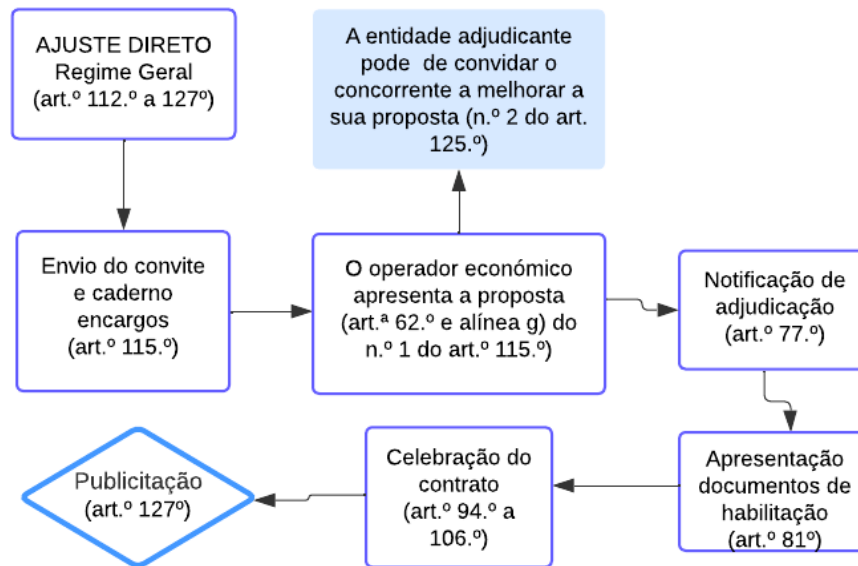 AJUSTE DIRETO
Regime Geral
(art.º 112.º a 127º)
A entidade adjudicante
pode de convidar o
concorrente a melhorar a
sua proposta (n.º 2 do art.
125.º)
Envio do convite
e caderno
encargos
(art.º 115.º)
O operador económico
apresenta a proposta
(art.ª 62.º e alínea g) do
n.º 1 do art.º 115.º)
Notificação de
adjudicação
(art.º 77.º)
Apresentação
documentos de
habilitação
(art.º 81º)
Celebração do
contrato
(art.º 94.º a
106.º)
Publicitação
(art.º 127º)